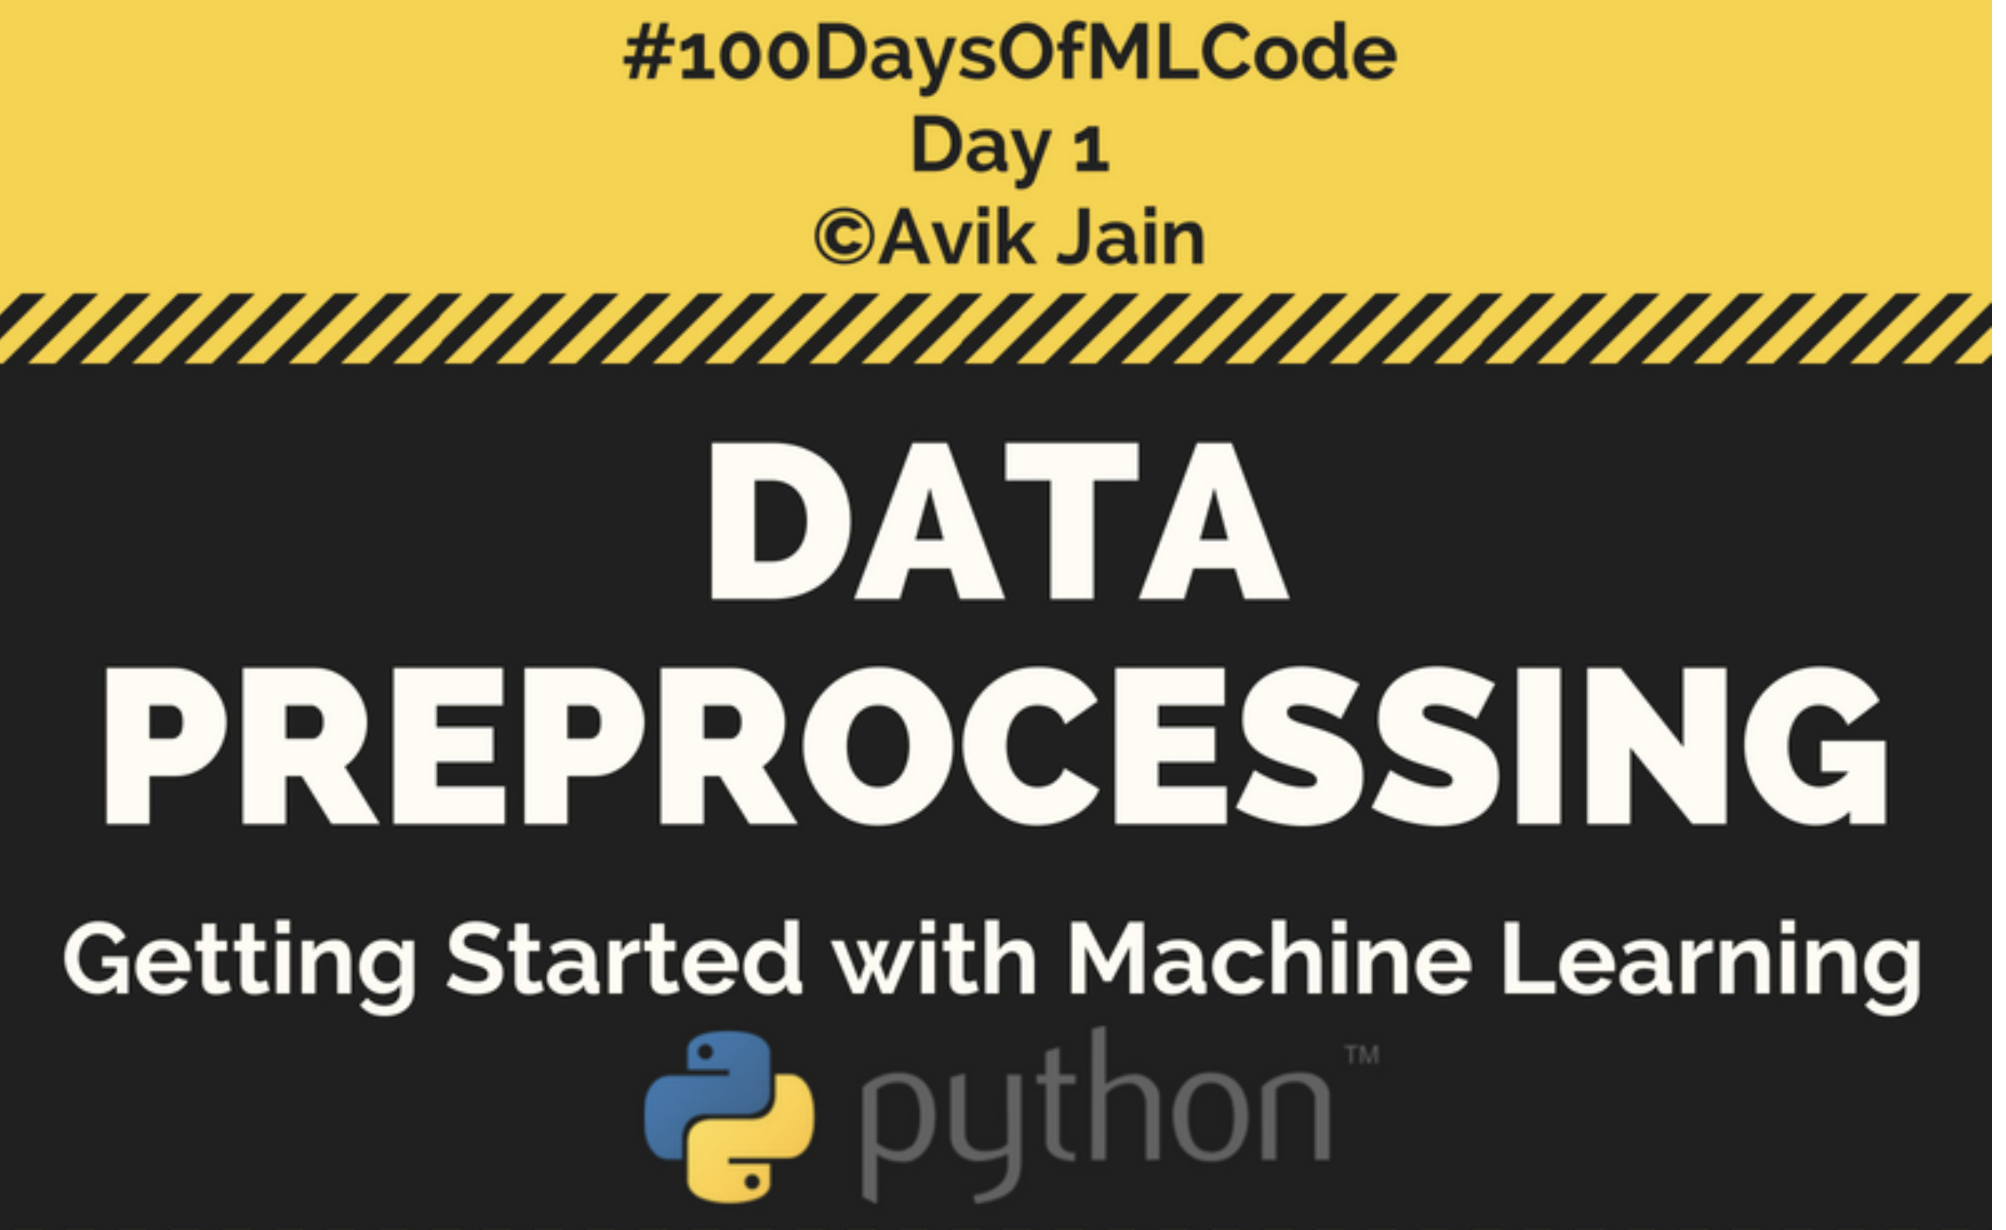 #100DaysOfMLCode
Day 1
©Avik Jain
DATA
PREPROCESSING
Getting Started with Machine Learning
python™